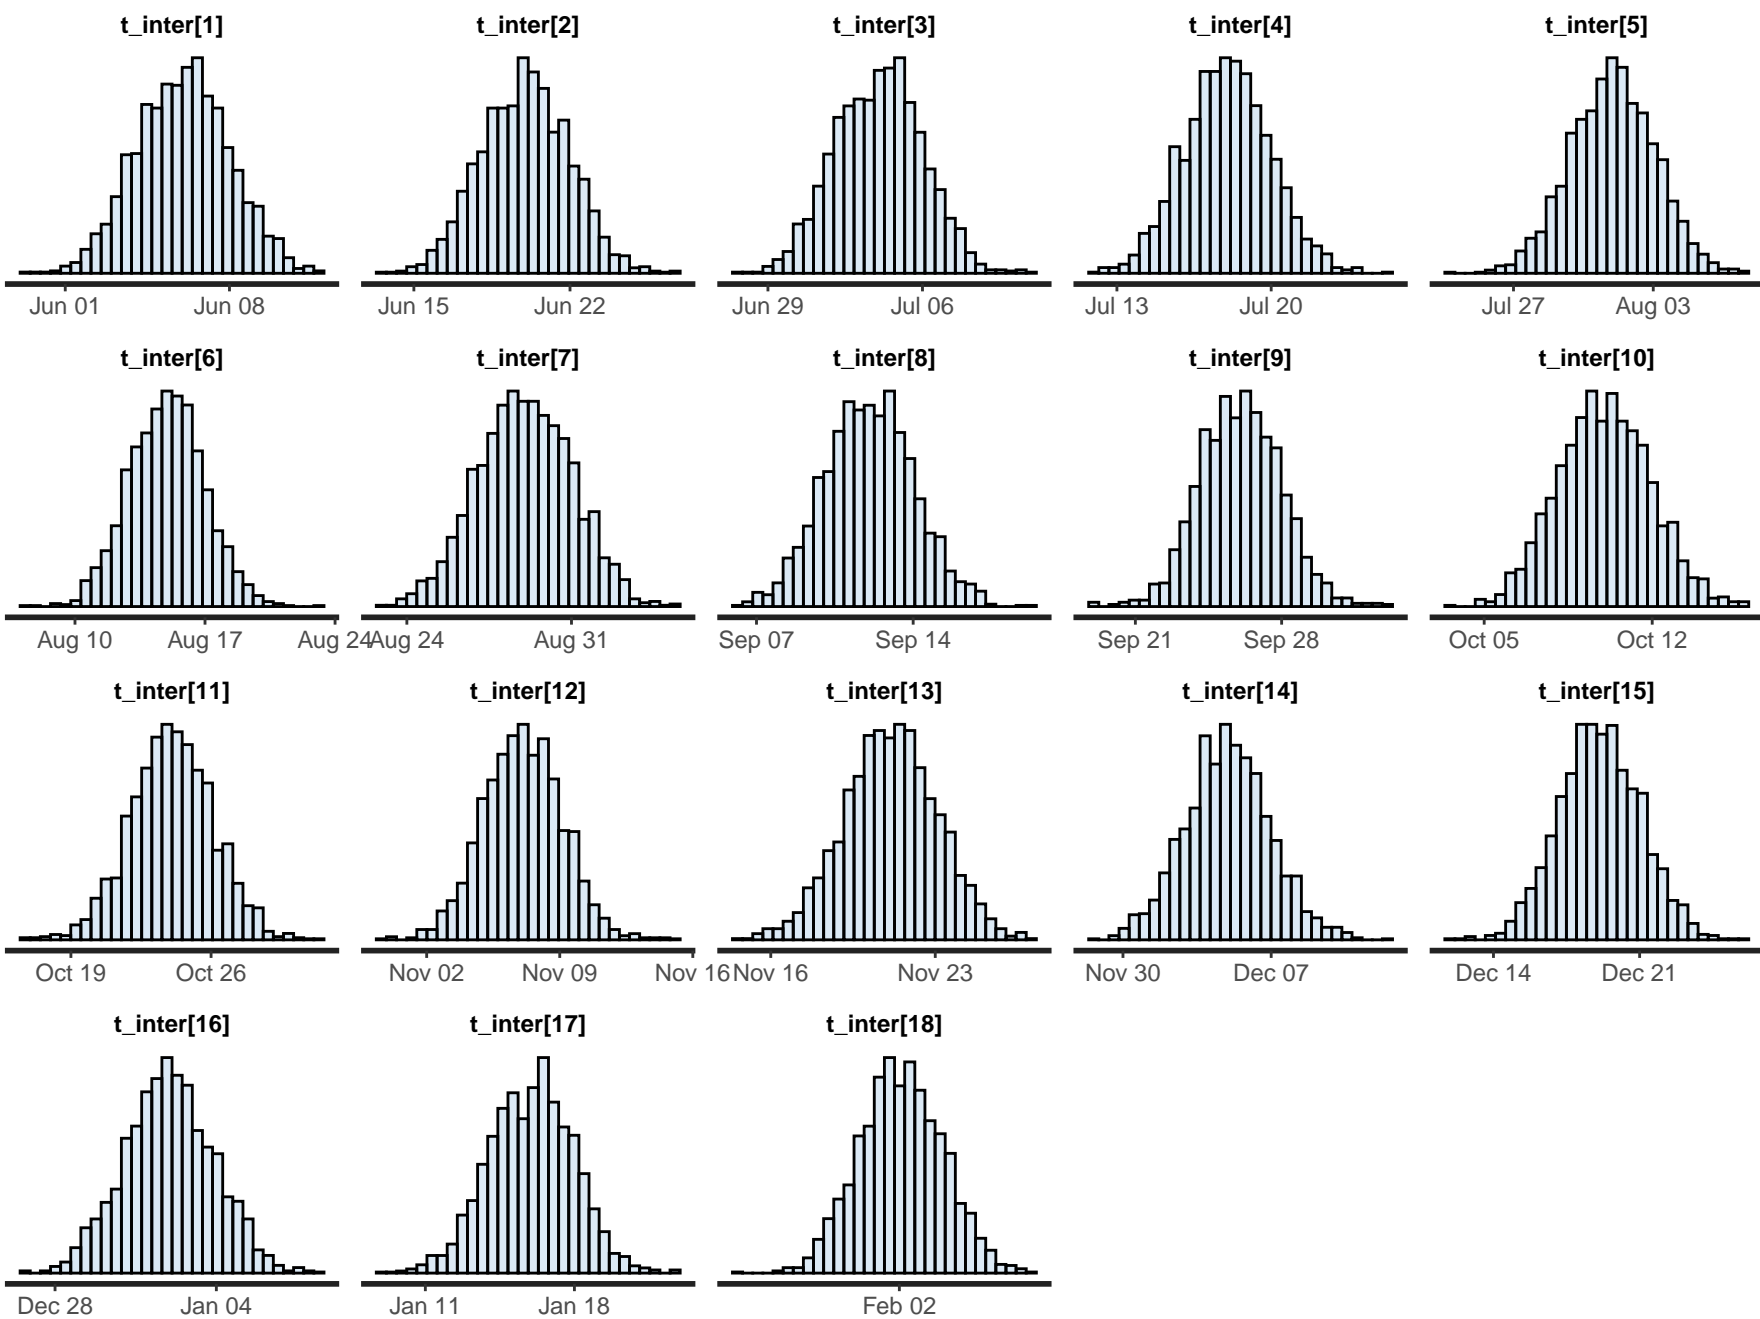 t_inter[1] t_inter[2] t_inter[3] t_inter[4] t_inter[5]
Jun 01 Jun 08 Jun 15 Jun 22 Jun 29 Jul 06 Jul 13 Jul 20 Jul 27 Aug 03
t_inter[6] t_inter[7] t_inter[8] t_inter[9] t_inter[10]
Aug 10 Aug 17 Aug 24 Aug 24 Aug 31 Sep 07 Sep 14 Sep 21 Sep 28 Oct 05 Oct 12
t_inter[11] t_inter[12] t_inter[13] t_inter[14] t_inter[15]
Oct 19 Oct 26 Nov 02 Nov 09 Nov 16 Nov 16 Nov 23 Nov 30 Dec 07 Dec 14 Dec 21
t_inter[16] t_inter[17] t_inter[18]
Dec 28 Jan 04 Jan 11 Jan 18 Feb 02